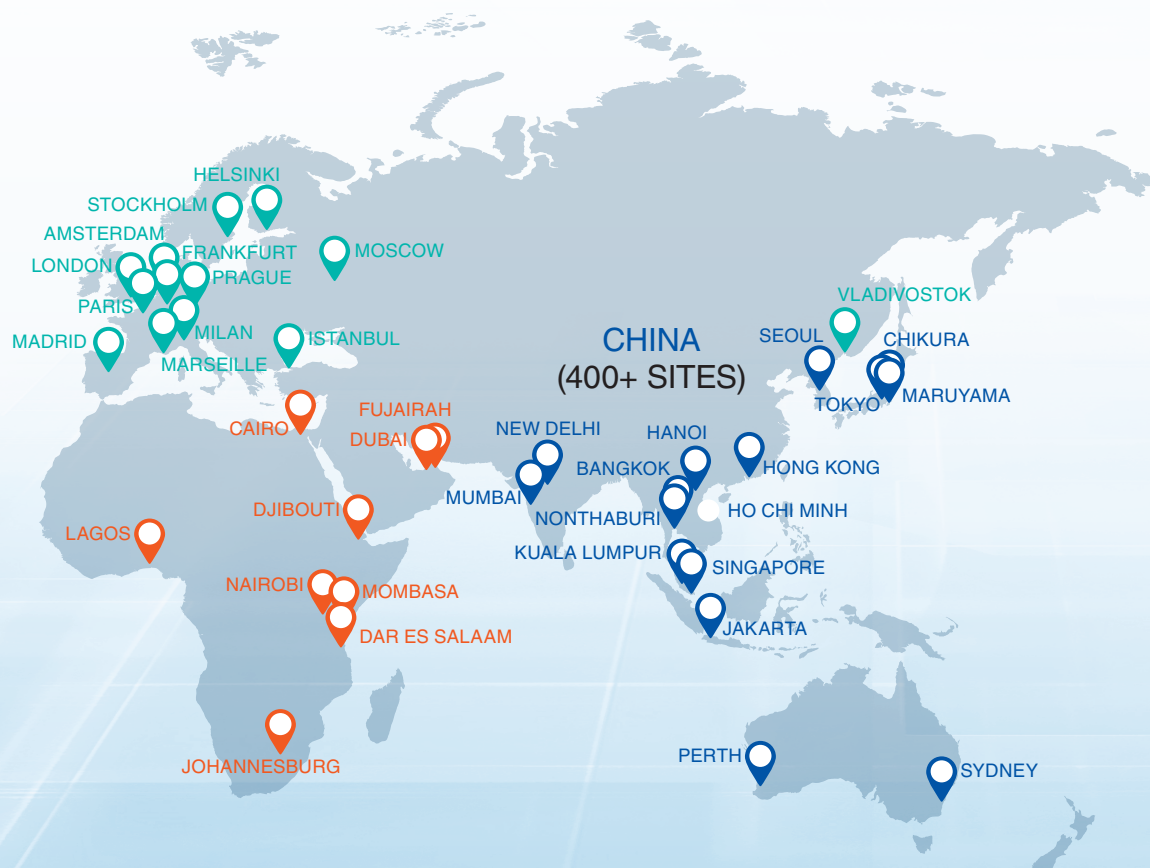 HELSINKI
STOCKHOLM
AMSTERDAM
FRANKFURT
LONDON
MOSCOW
PRAGUE
PARIS
MADRID
MILAN
ISTANBUL
MARSEILLE
VLADIVOSTOK
SEOUL
CHIKURA
CHINA
(400+ SITES)
TOKYO
MARUYAMA
CAIRO
FUJAIRAH
DUBAI
NEW DELHI
HANOI
BANGKOK
HONG KONG
MUMBAI
DJIBOUTI
NONTHABURI
HO CHI MINH
LAGOS
KUALA LUMPUR
SINGAPORE
NAIROBI
MOMBASA
JAKARTA
DAR ES SALAAM
JOHANNESBURG
PERTH
SYDNEY